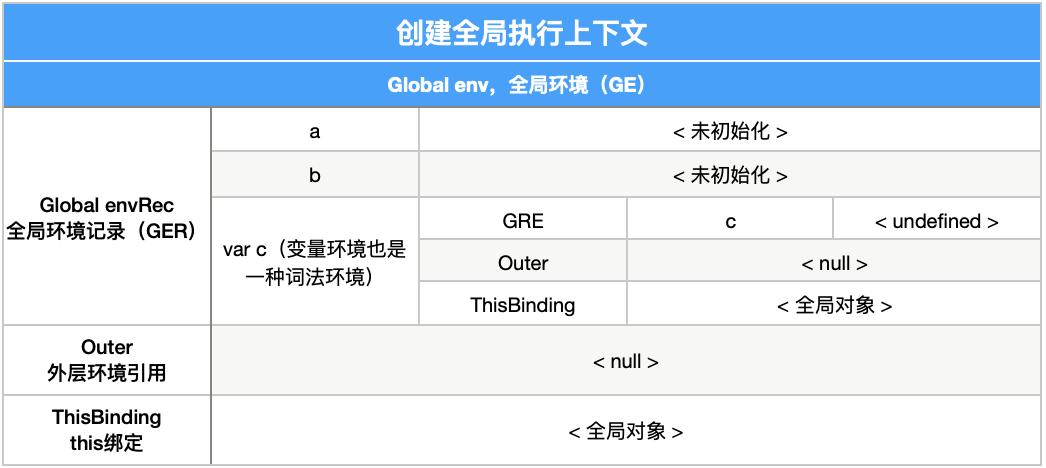 创建全局执行上下文
Global env，全局环境（GE）
a
< 未初始化 >
b
< 未初始化 >
Global envRec
全局环境记录（GER）
var c（变量环境也是
一种词法环境）
GRE
c
< undefined >
Outer
< null >
ThisBinding
< 全局对象 >
Outer
外层环境引用
< null >
ThisBinding
this绑定
< 全局对象 >